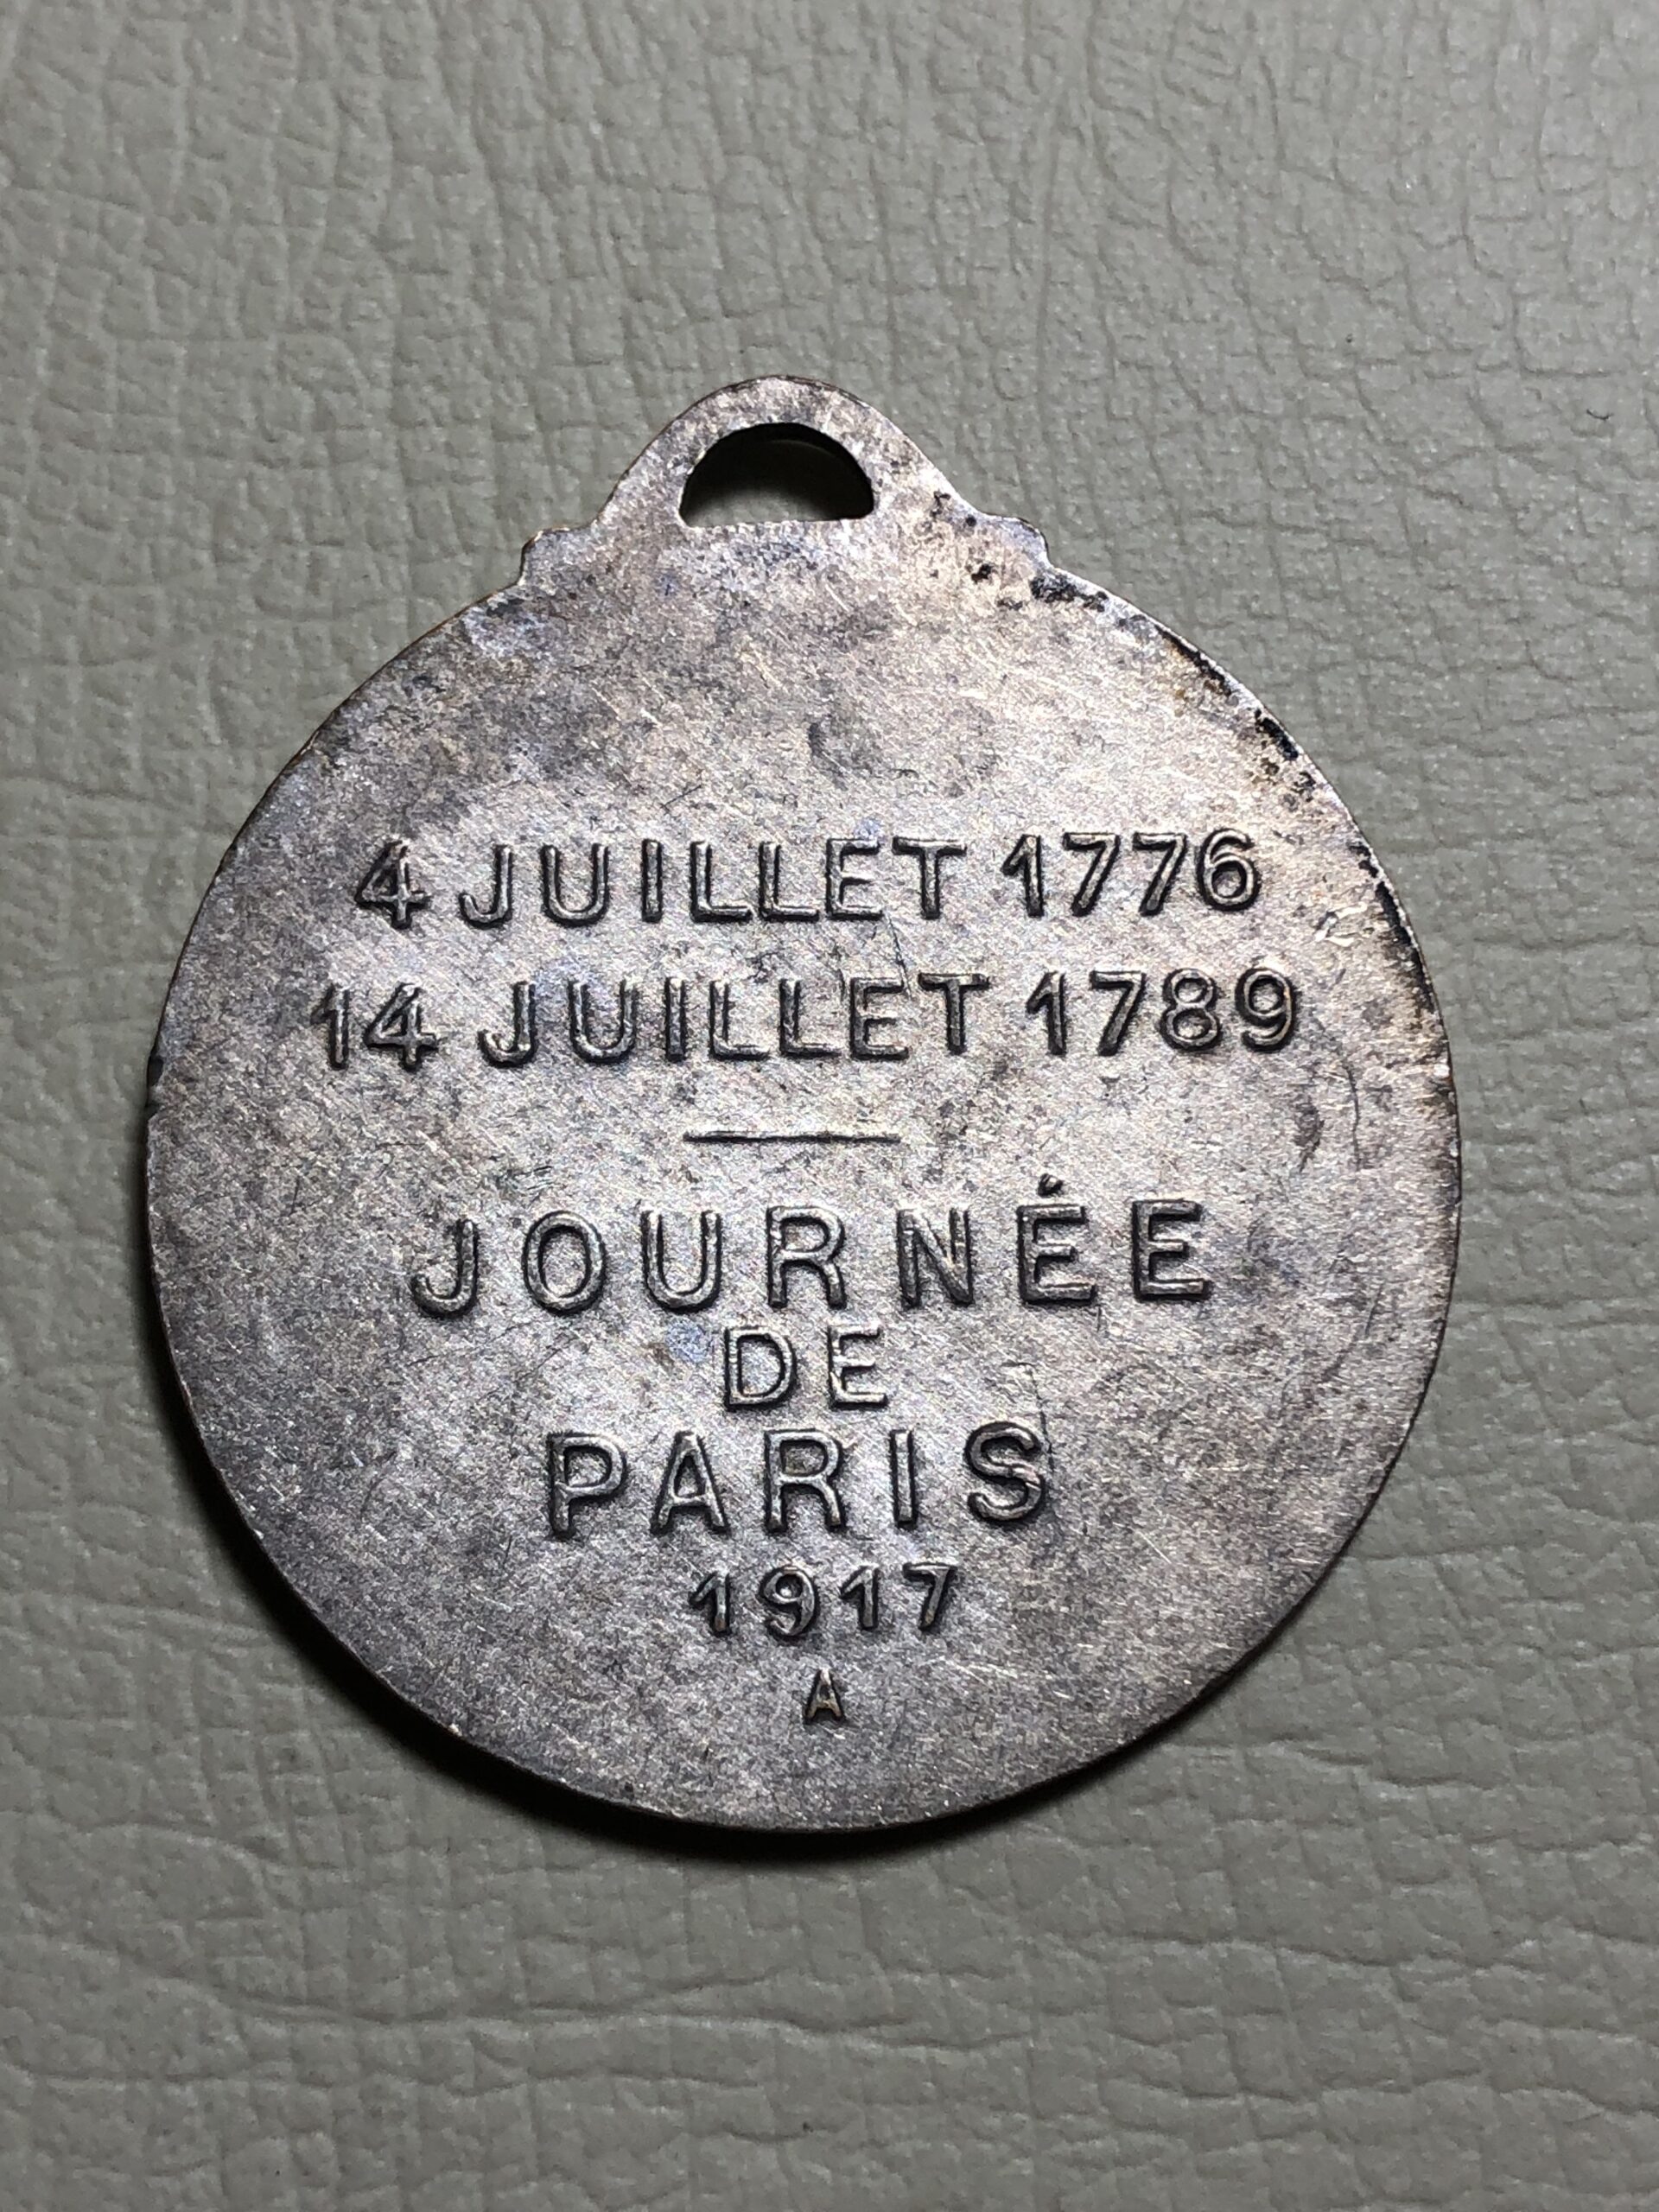 4 JUILLET 1776
14 JUILLET 1789
JOURNÉE
DE
PARIS
1917
A